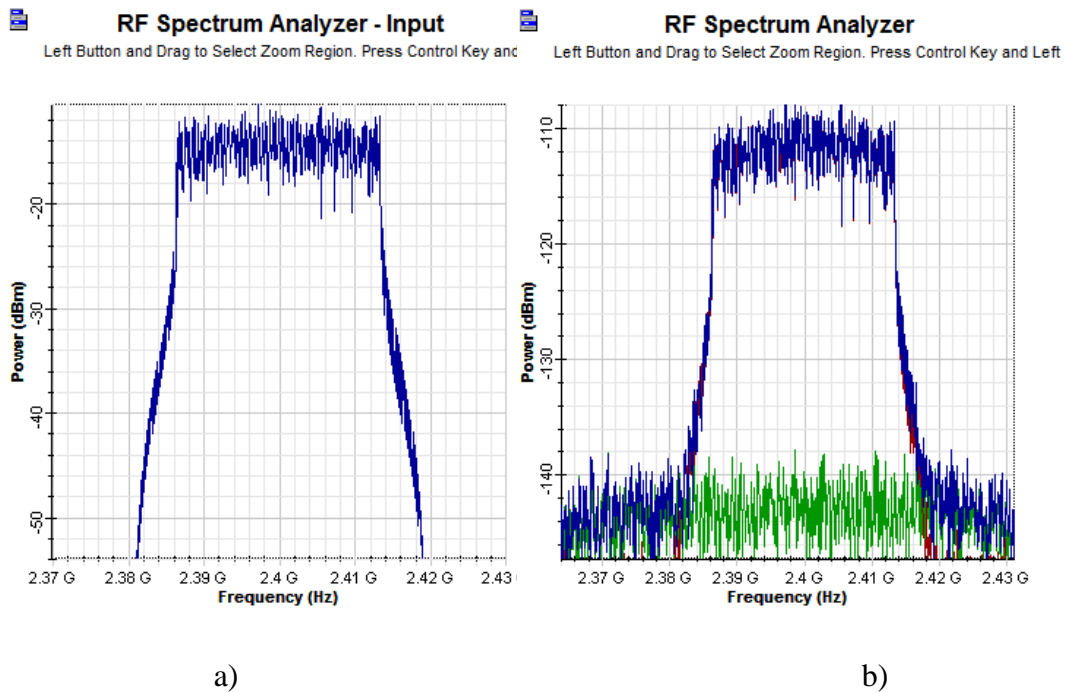 RF Spectrum Analyzer - Input
Left Button and Drag to Select Zoom Region. Press Control Key and
Power (dBm)
-20
-30
-40
-50
2.37 G 2.38 G 2.39 G 2.4 G 2.41 G 2.42 G 2.43
Frequency (Hz)
a)
RF Spectrum Analyzer
Left Button and Drag to Select Zoom Region. Press Control Key and Left
Power (dBm)
-110
-120
-130
-140
2.37 G 2.38 G 2.39 G 2.4 G 2.41 G 2.42 G 2.43 G
Frequency (Hz)
b)